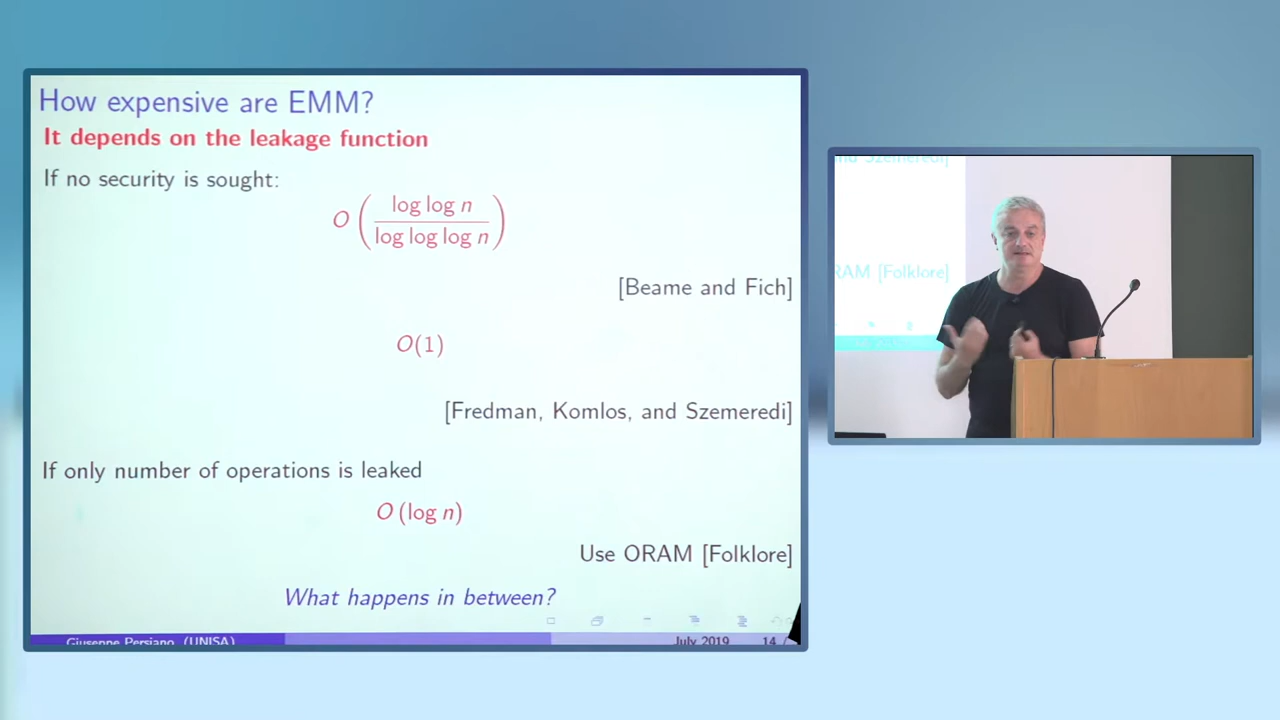 How expensive are EMM?
It depends on the leakage function
If no security is sought:
O ( log log n / log log log n )
[Beame and Fich]
O(1)
[Fredman, Komlos, and Szemeredi]
If only number of operations is leaked
O (log n)
Use ORAM [Folklore]
What happens in between?
Giuseppe Persiano (UNISA) July 2019 14 /
Szemeredi]
RAM [Folklore]